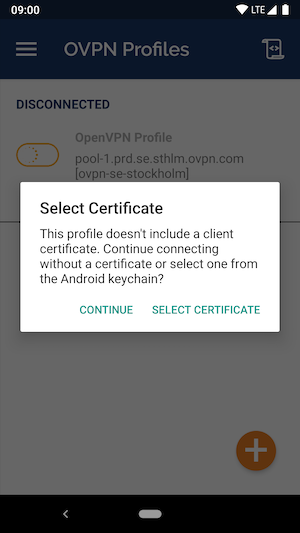 09:00
LTE
OVPN Profiles
DISCONNECTED
OpenVPN Profile
pool-1.prd.se.sthlm.ovpn.com
[ovpn-se-stockholm]
Select Certificate
This profile doesn't include a client
certificate. Continue connecting
without a certificate or select one from
the Android keychain?
CONTINUE
SELECT CERTIFICATE